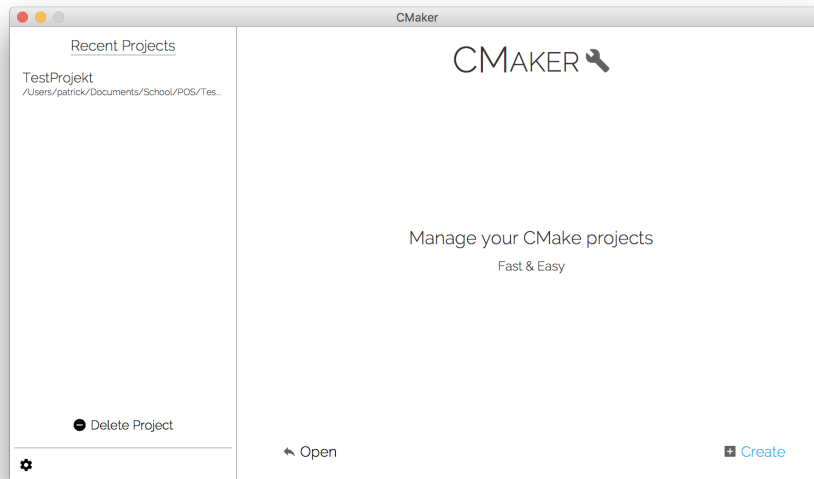 CMaker
Recent Projects
TestProjekt
/Users/patrick/Documents/School/POS/Tes...
Delete Project
CMAKER
Manage your CMake projects
Fast & Easy
Open
Create